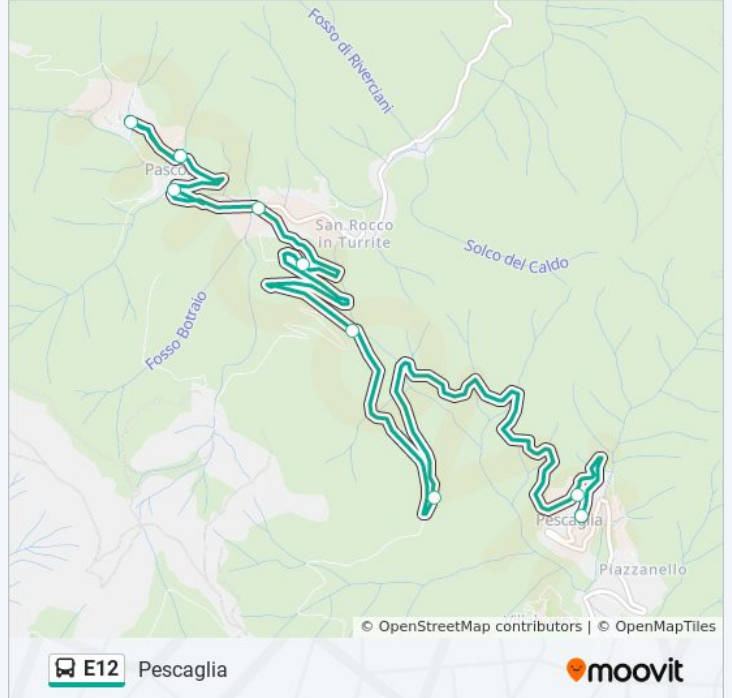 Fosso di Riverciani
Pasco
San Rocco
In Turrite
Solco del Caldo
Fosso Botraio
Pescaglia
Piazzanello
© OpenStreetMap contributors | © OpenMapTiles
E12 Pescaglia
moovit